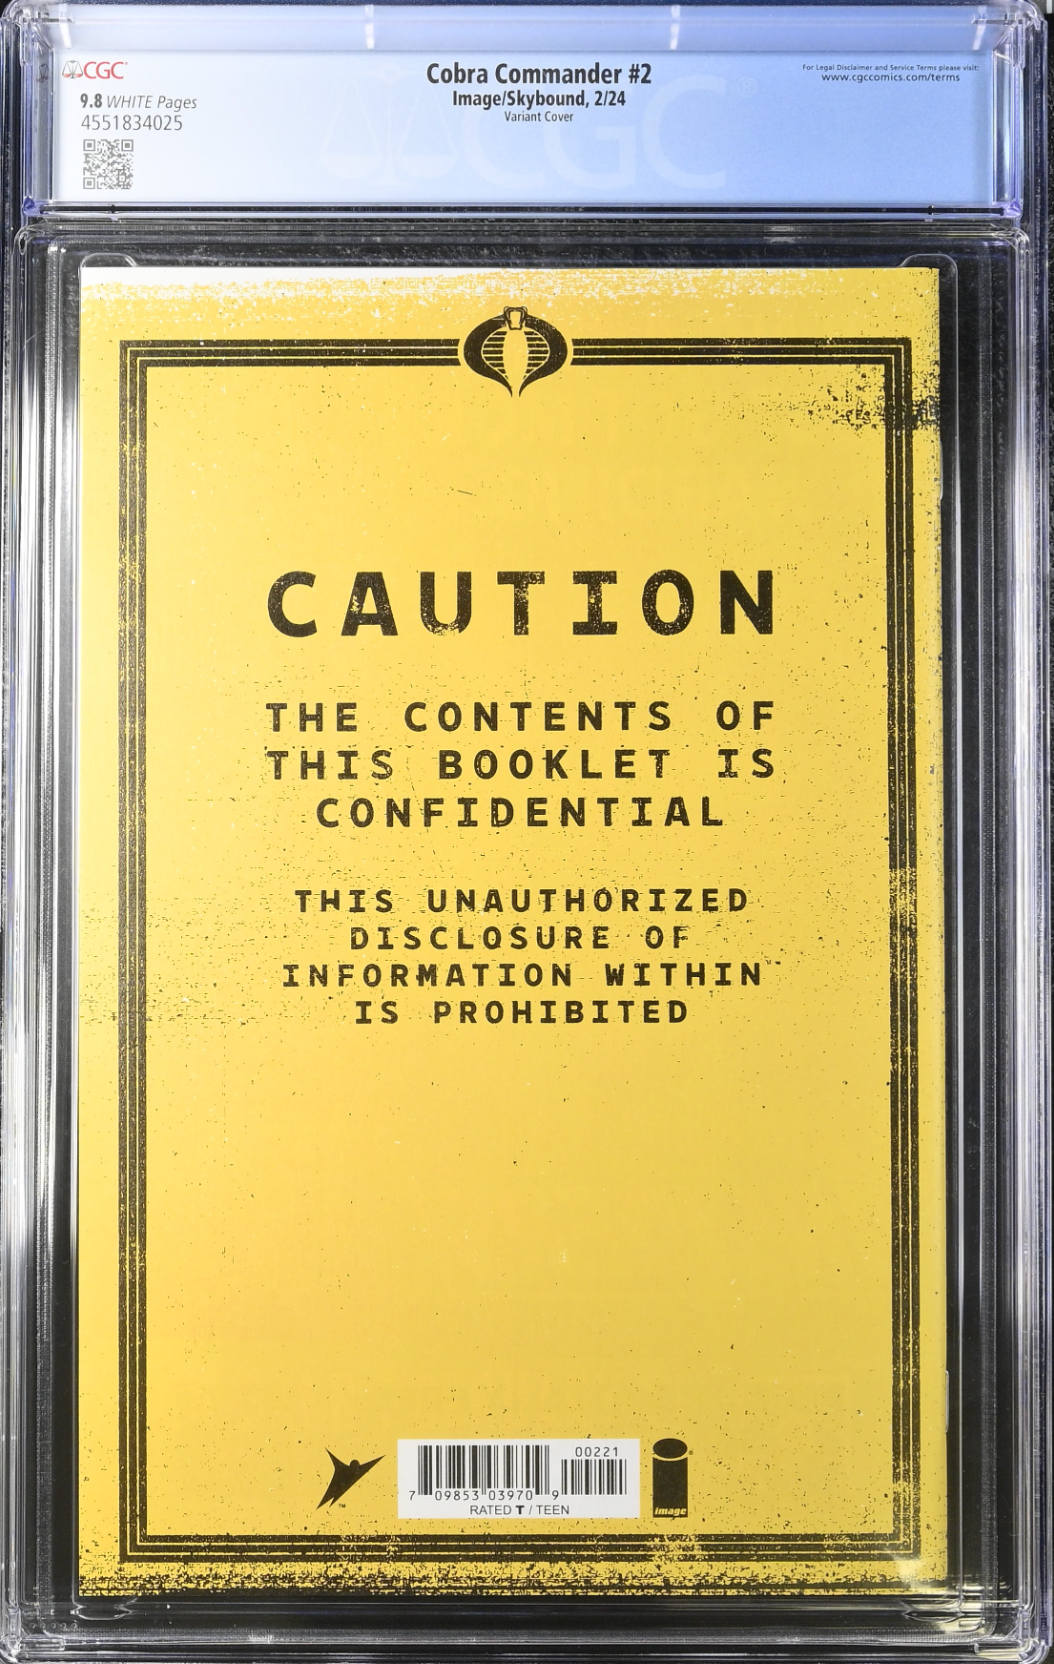 CGC
Cobra Commander #2
For Legal Disclaimer and Service Terms please visit:
www.cgccomics.com/terms
9.8 WHITE Pages
Image/Skybound, 2/24
4551834025
Variant Cover
CGC
CAUTION
THE CONTENTS OF
THIS BOOKLET IS
CONFIDENTIAL
THIS UNAUTHORIZED
DISCLOSURE OF
INFORMATION WITHIN
IS PROHIBITED
00221
7 09853 03970 9
RATED T / TEEN
TM
image